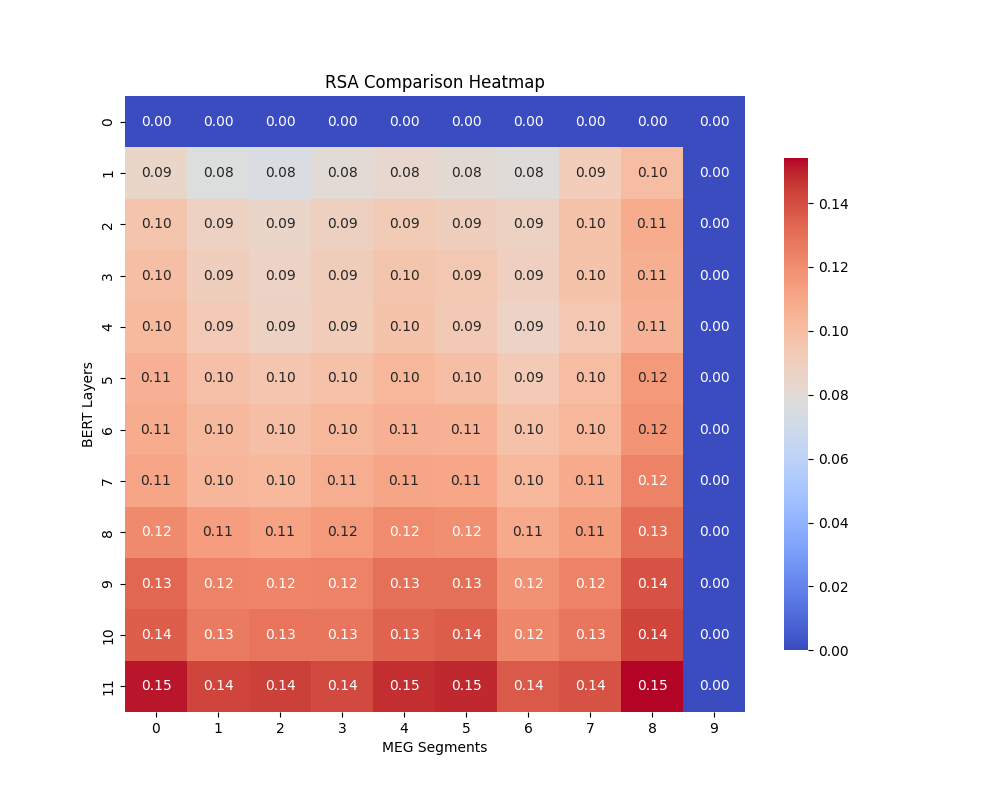 RSA Comparison Heatmap
0 0.00 0.00 0.00 0.00 0.00 0.00 0.00 0.00 0.00 0.00
1 0.09 0.08 0.08 0.08 0.08 0.08 0.08 0.09 0.10 0.00
2 0.10 0.09 0.09 0.09 0.09 0.09 0.09 0.10 0.11 0.00
3 0.10 0.09 0.09 0.09 0.10 0.09 0.09 0.10 0.11 0.00
4 0.10 0.09 0.09 0.09 0.10 0.09 0.09 0.10 0.11 0.00
5 0.11 0.10 0.10 0.10 0.10 0.10 0.09 0.10 0.12 0.00
6 0.11 0.10 0.10 0.10 0.11 0.11 0.10 0.10 0.12 0.00
7 0.11 0.10 0.10 0.11 0.11 0.11 0.10 0.11 0.12 0.00
8 0.12 0.11 0.11 0.12 0.12 0.12 0.11 0.11 0.13 0.00
9 0.13 0.12 0.12 0.12 0.13 0.13 0.12 0.12 0.14 0.00
10 0.14 0.13 0.13 0.13 0.13 0.14 0.12 0.13 0.14 0.00
11 0.15 0.14 0.14 0.14 0.15 0.15 0.14 0.14 0.15 0.00
0 1 2 3 4 5 6 7 8 9
MEG Segments
BERT Layers
0.14
0.12
0.10
0.08
0.06
0.04
0.02
0.00